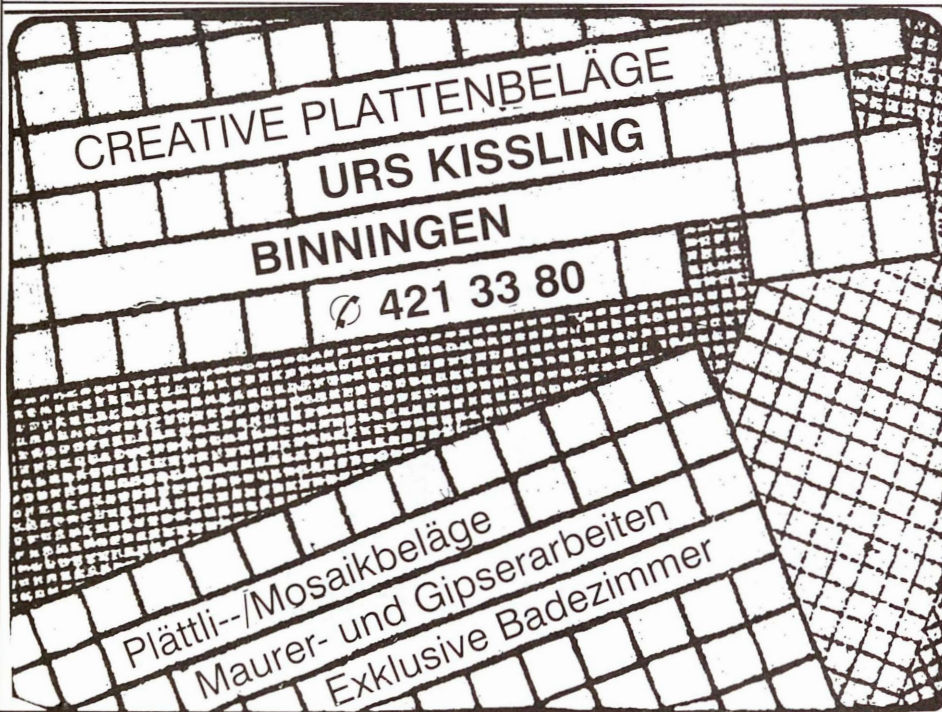 CREATIVE PLATTENBELÄGE
URS KISSLING
BINNINGEN
✆ 421 33 80
Plättli--/Mosaikbeläge
Maurer- und Gipserarbeiten
Exklusive Badezimmer